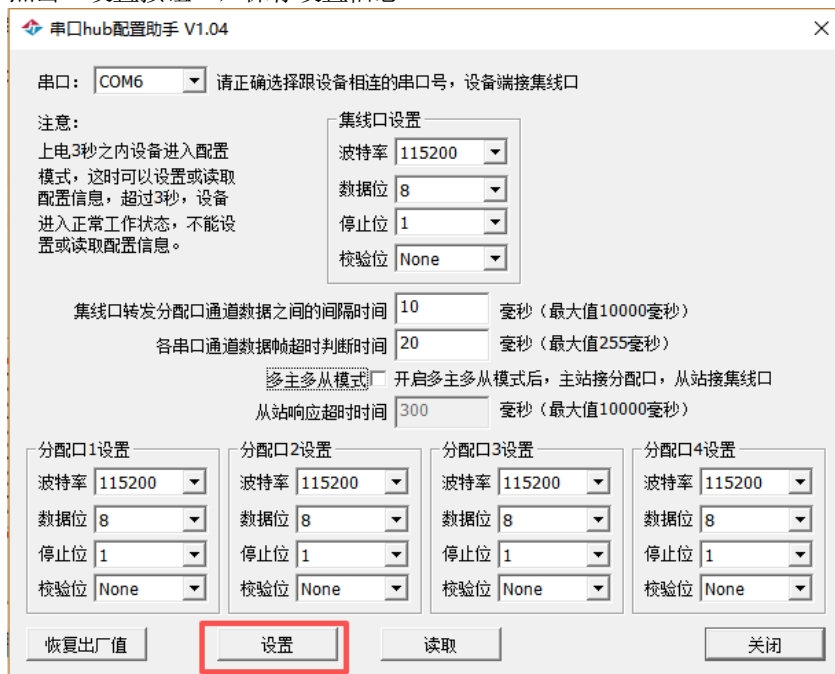 串口hub配置助手 V1.04
串口： COM6 请正确选择跟设备相连的串口号，设备端接集线口
注意：
上电3秒之内设备进入配置
模式，这时可以设置或读取
配置信息，超过3秒，设备
进入正常工作状态，不能设
置或读取配置信息。
集线口设置
波特率 115200
数据位 8
停止位 1
校验位 None
集线口转发分配口通道数据之间的间隔时间 10 毫秒（最大值10000毫秒）
各串口通道数据帧超时判断时间 20 毫秒（最大值255毫秒）
多主多从模式 开启多主多从模式后，主站接分配口，从站接集线口
从站响应超时时间 300 毫秒（最大值10000毫秒）
分配口1设置 分配口2设置 分配口3设置 分配口4设置
波特率 115200 波特率 115200 波特率 115200 波特率 115200
数据位 8 数据位 8 数据位 8 数据位 8
停止位 1 停止位 1 停止位 1 停止位 1
校验位 None 校验位 None 校验位 None 校验位 None
恢复出厂值 设置 读取 关闭